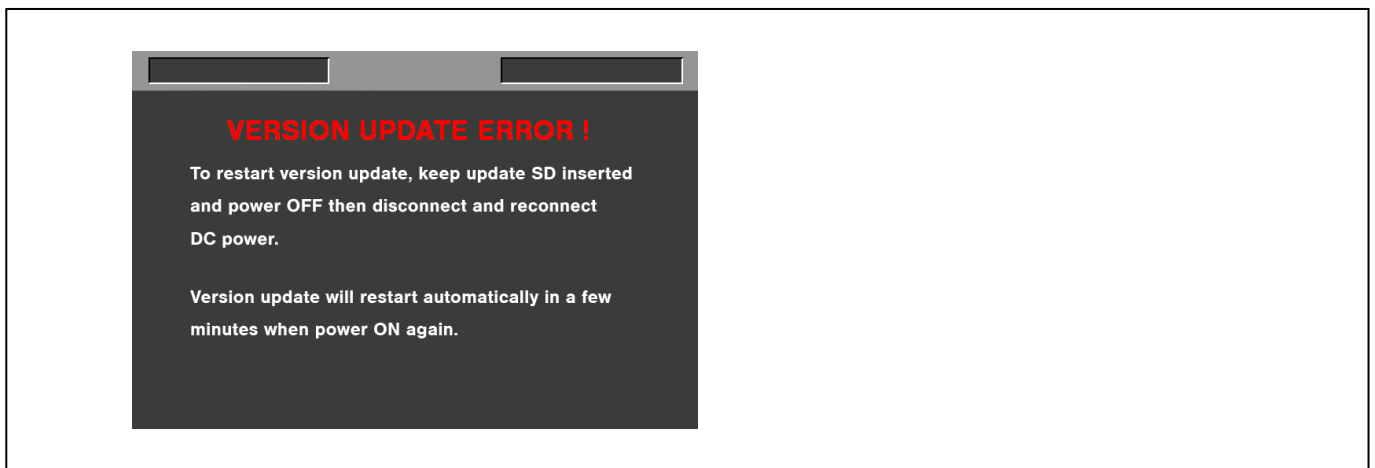 VERSION UPDATE ERROR !
To restart version update, keep update SD inserted
and power OFF then disconnect and reconnect
DC power.
Version update will restart automatically in a few
minutes when power ON again.